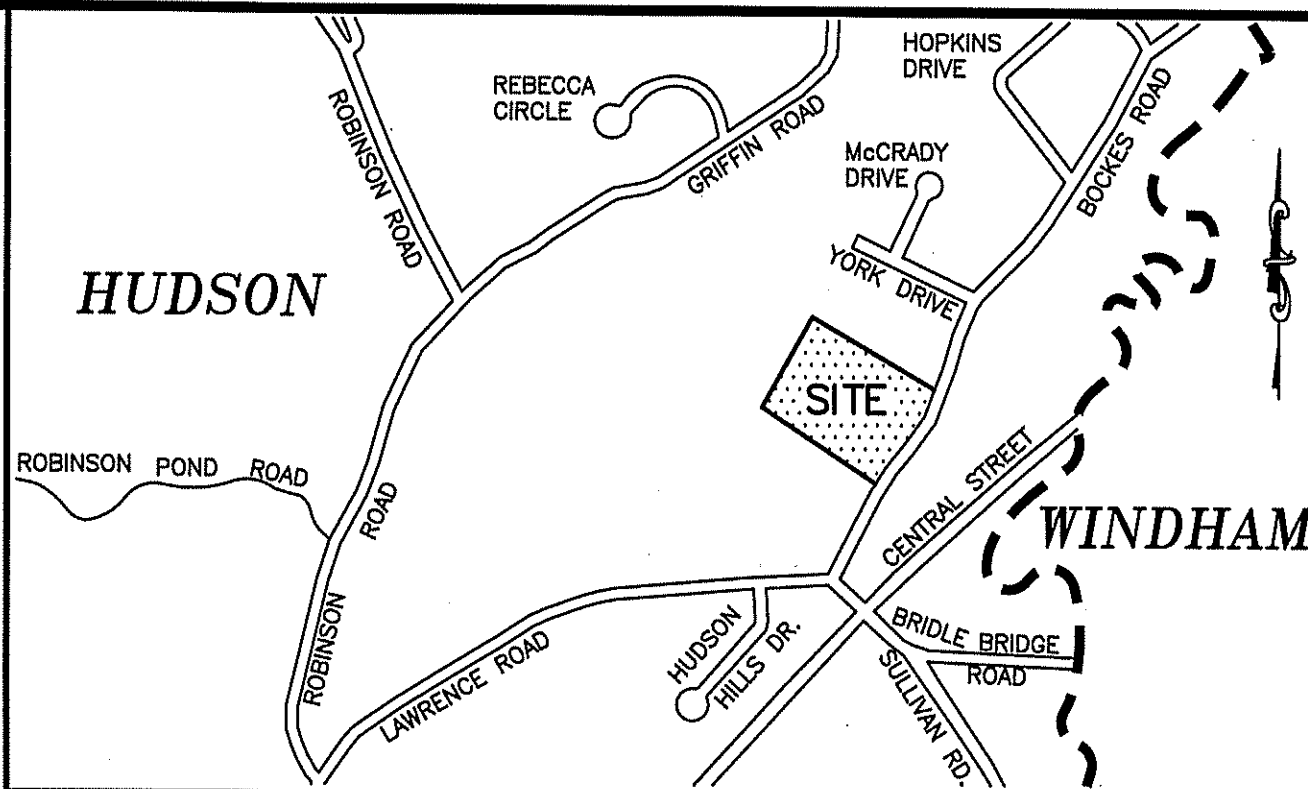 HOPKINS
DRIVE
REBECCA
CIRCLE
ROBINSON ROAD
GRIFFIN ROAD
BOCKES ROAD
McCRADY
DRIVE
YORK DRIVE
HUDSON
SITE
CENTRAL STREET
ROBINSON POND ROAD
ROBINSON ROAD
WINDHAM
LAWRENCE ROAD
HUDSON
HILLS DR.
BRIDLE BRIDGE
ROAD
SULLIVAN RD.